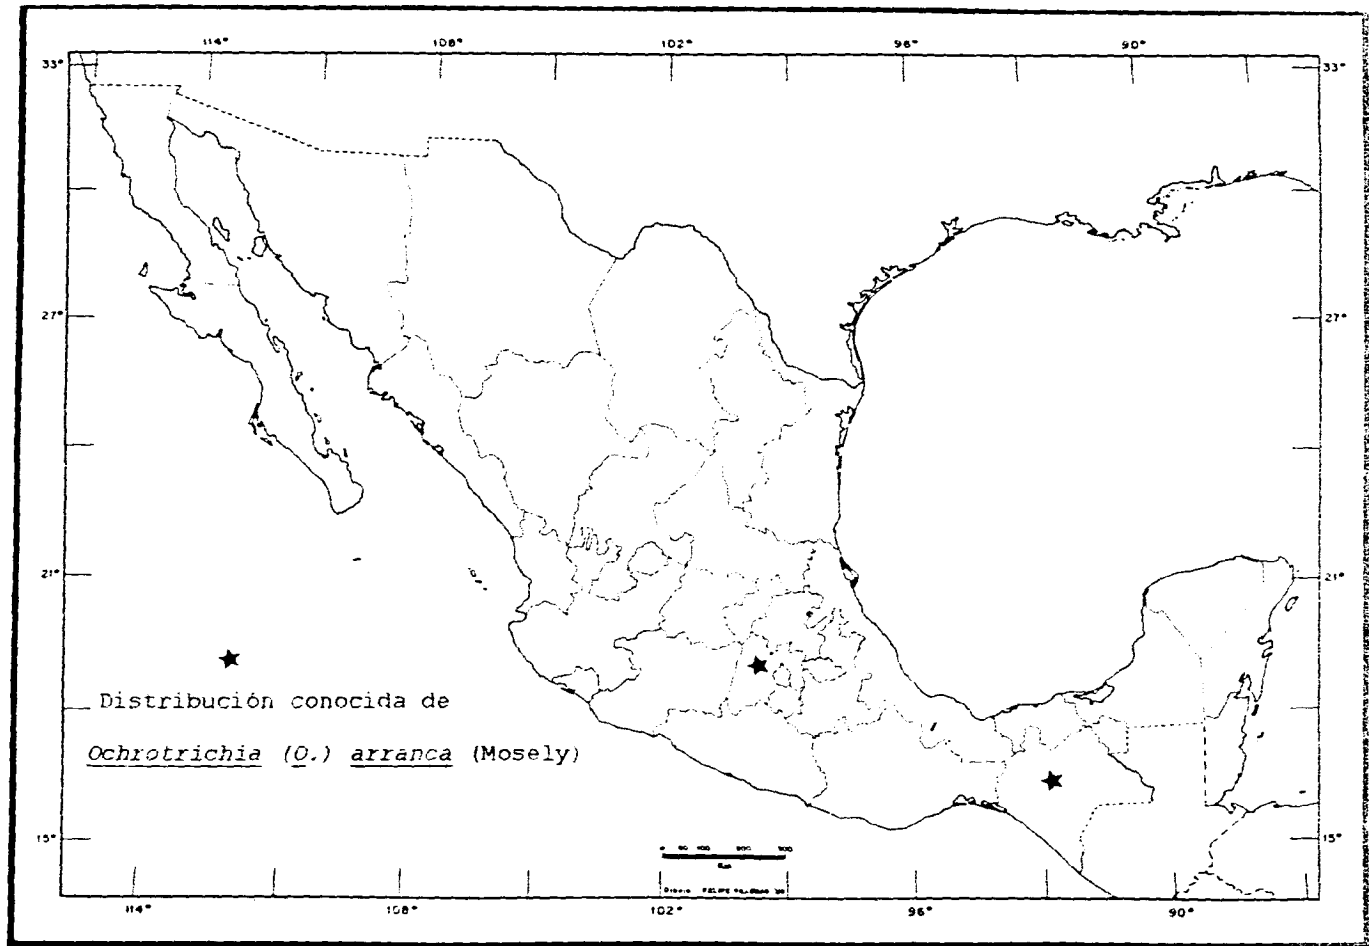 114° 108° 102° 96° 90°
33° 33°
27° 27°
21° 21°
Distribución conocida de
Ochrotrichia (O.) arranca (Mosely)
15° 15°
114° 108° 102° 96° 90°